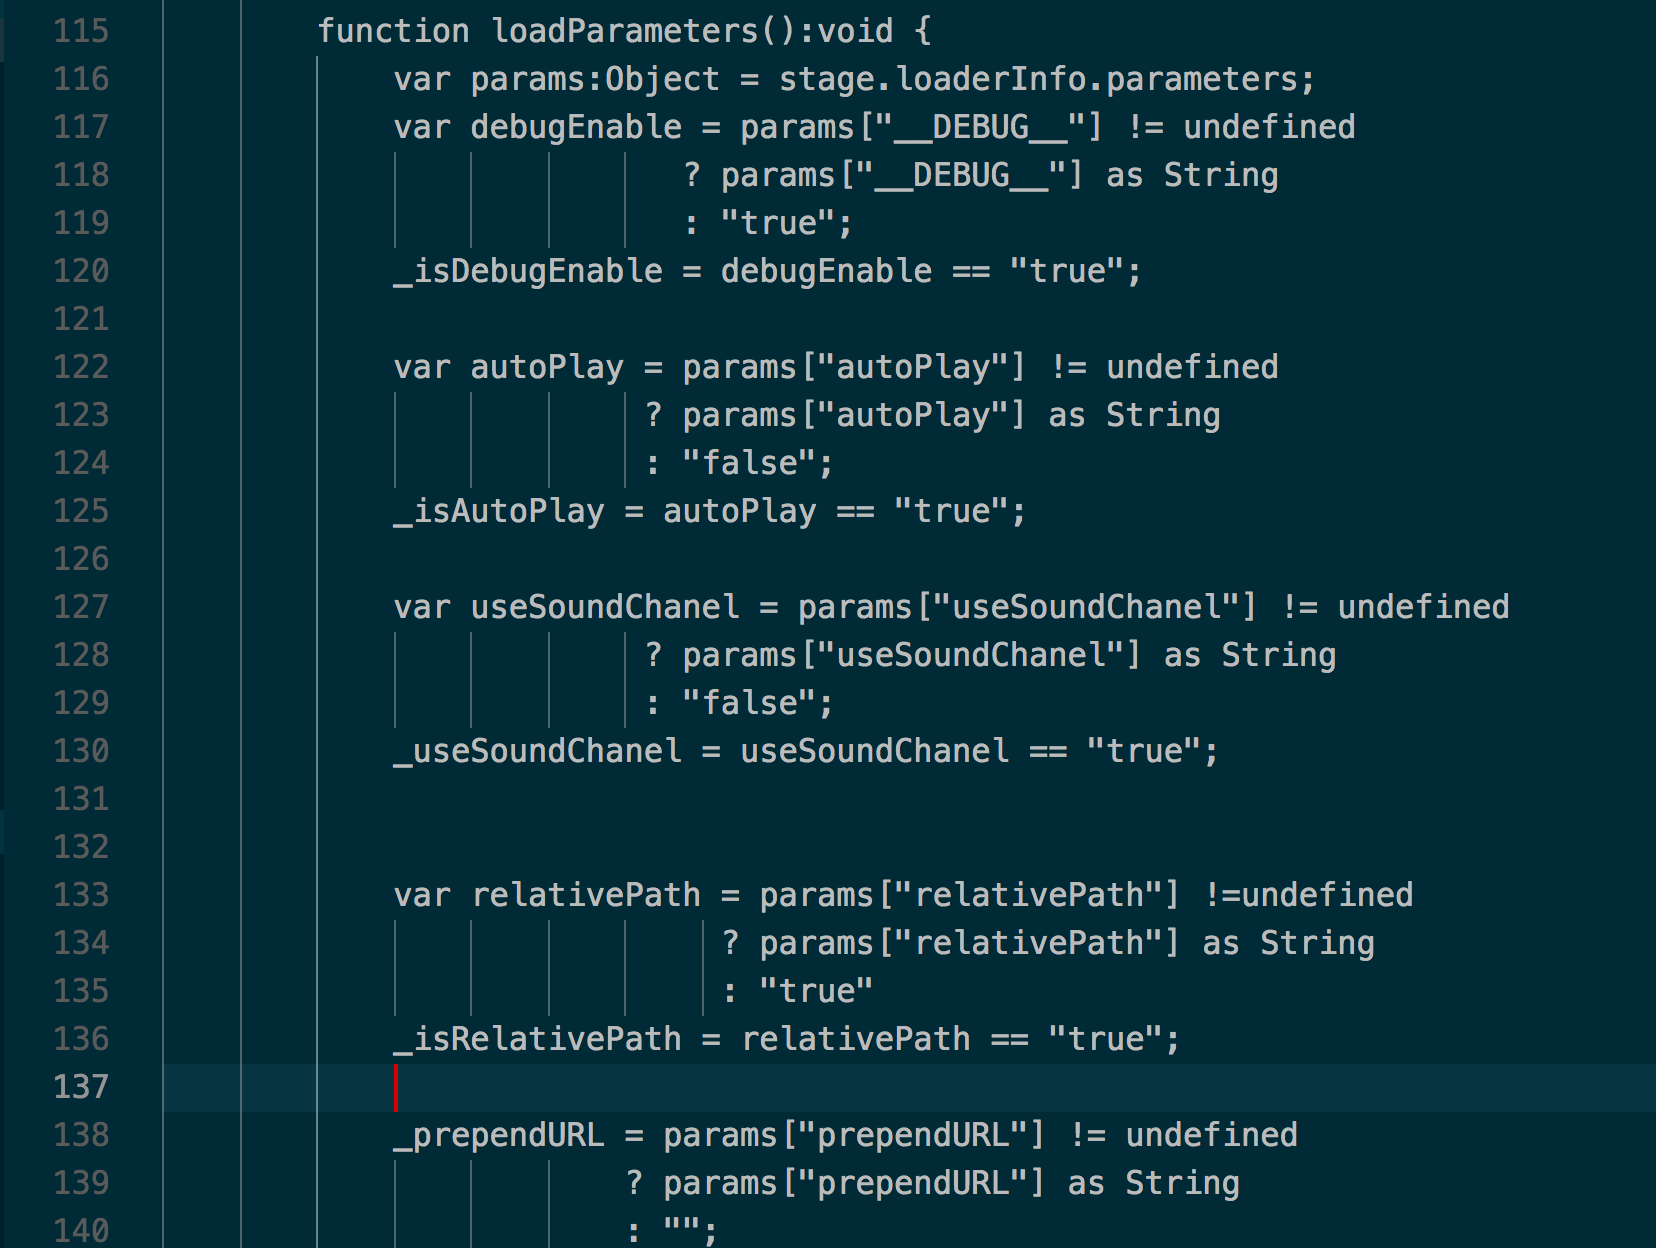 115 function loadParameters():void {
116 var params:Object = stage.loaderInfo.parameters;
117 var debugEnable = params["__DEBUG__"] != undefined
118 ? params["__DEBUG__"] as String
119 : "true";
120 _isDebugEnable = debugEnable == "true";
121
122 var autoPlay = params["autoPlay"] != undefined
123 ? params["autoPlay"] as String
124 : "false";
125 _isAutoPlay = autoPlay == "true";
126
127 var useSoundChanel = params["useSoundChanel"] != undefined
128 ? params["useSoundChanel"] as String
129 : "false";
130 _useSoundChanel = useSoundChanel == "true";
131
132
133 var relativePath = params["relativePath"] !=undefined
134 ? params["relativePath"] as String
135 : "true"
136 _isRelativePath = relativePath == "true";
137
138 _prependURL = params["prependURL"] != undefined
139 ? params["prependURL"] as String
140 : "";